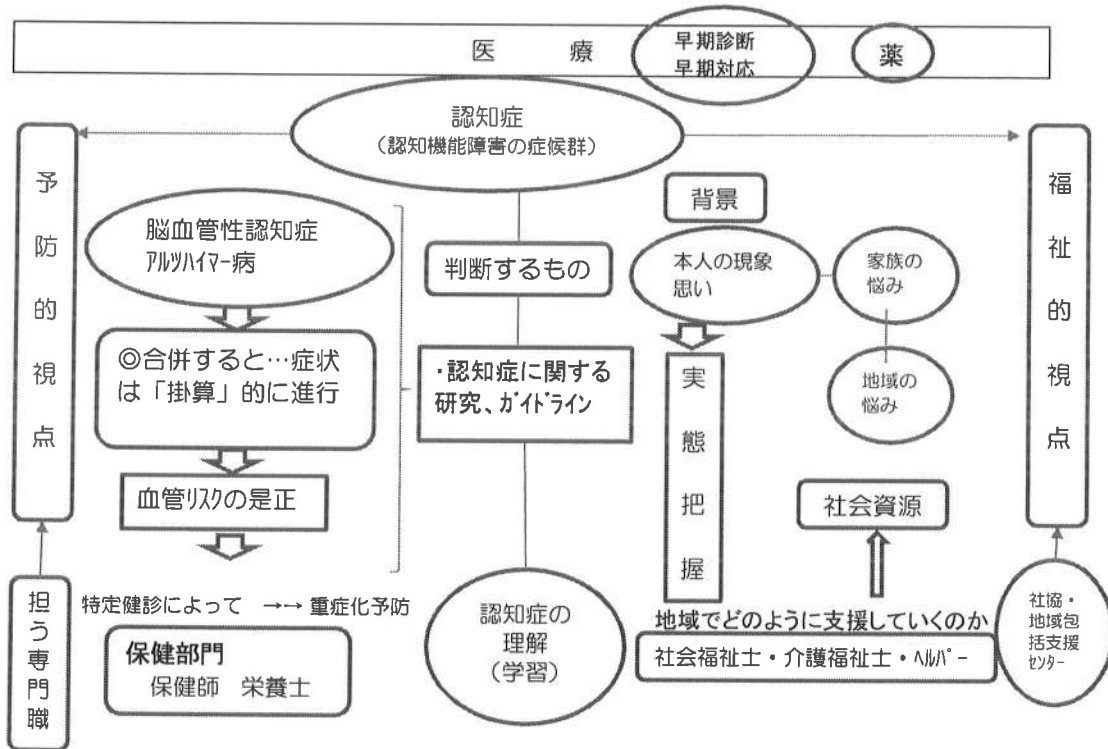 医　療
早期診断
早期対応
薬
認知症
（認知機能障害の症候群）
予防的視点
脳血管性認知症
ｱﾙﾂﾊｲﾏｰ病
◎合併すると…症状
は「掛算」的に進行
血管ﾘｽｸの是正
特定健診によって　→→ 重症化予防
担う専門職
保健部門
保健師　栄養士
判断するもの
・認知症に関する
研究、ｶﾞｲﾄﾞﾗｲﾝ
認知症の
理解
（学習）
背景
本人の現象
思い
家族の
悩み
地域の
悩み
実態把握
社会資源
地域でどのように支援していくのか
社会福祉士・介護福祉士・ﾍﾙﾊﾟｰ
福祉的視点
社協・
地域包
括支援
ｾﾝﾀｰ